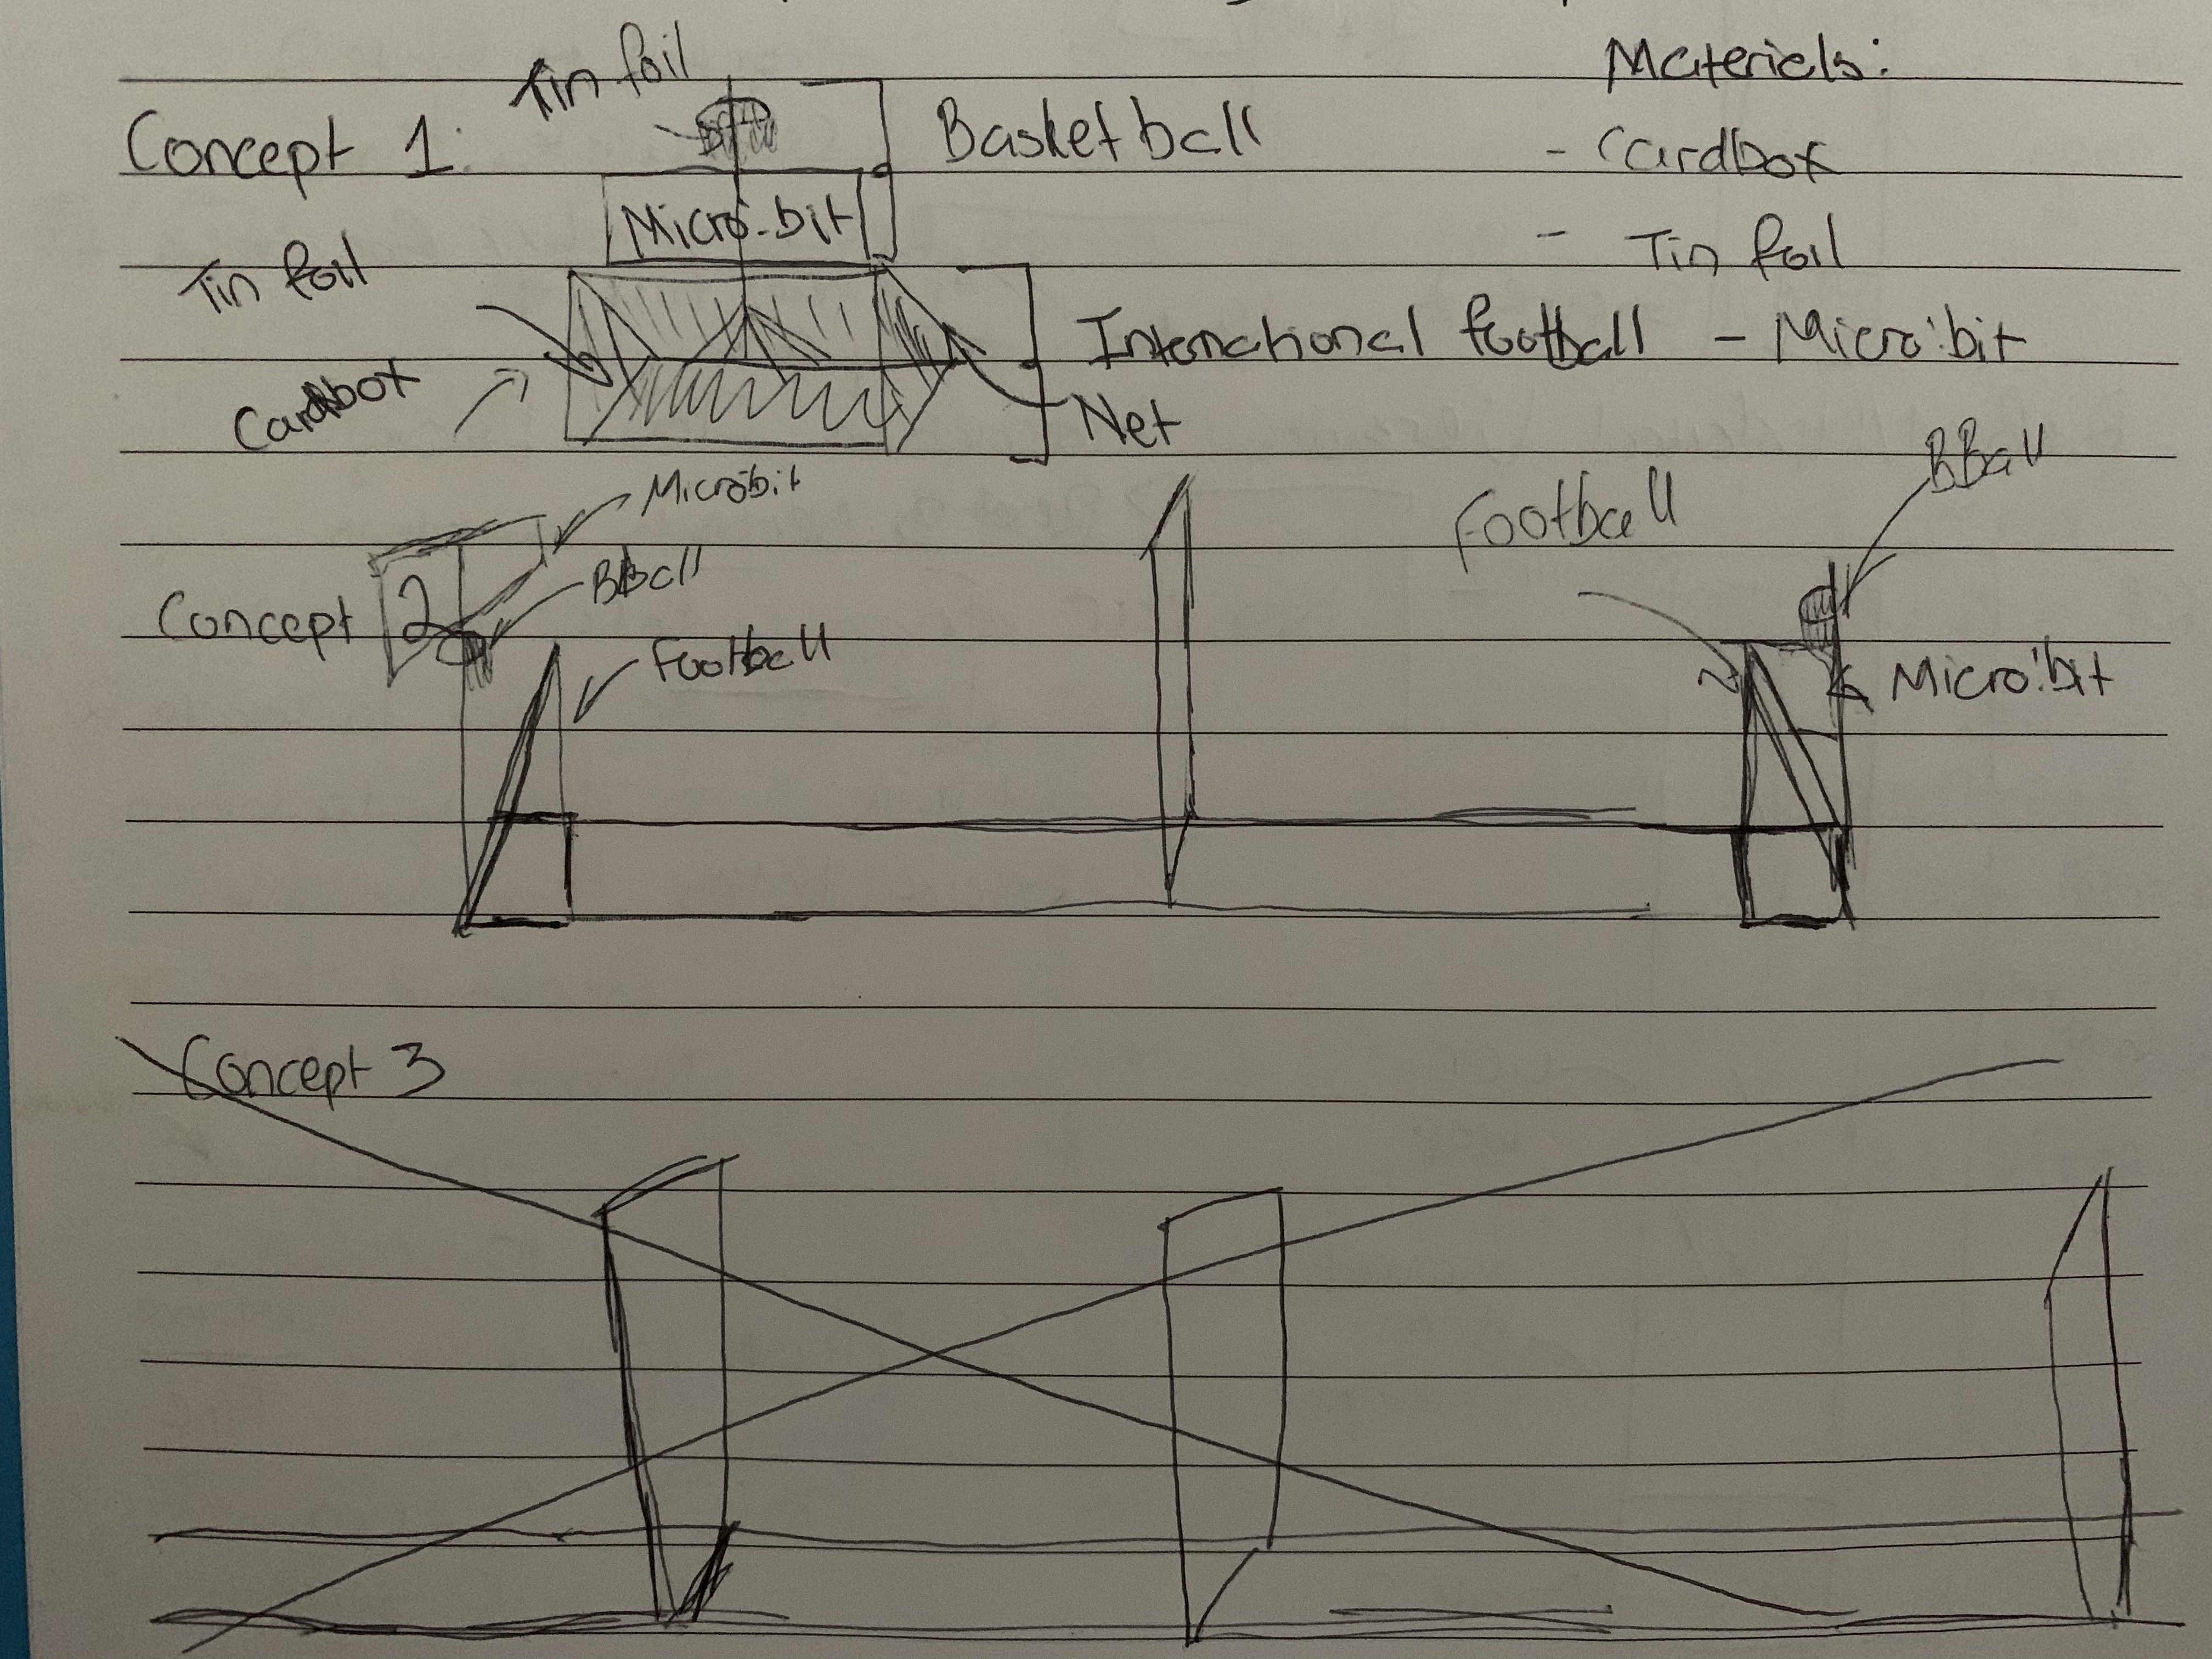 Tin foil
Materials:
Concept 1:
Basketball
- Cardbox
Micro:bit
Tin foil
- Tin foil
International football
- Micro:bit
Cardbox
Net
Microbit
Football
BBall
Concept 2
BBall
Football
Micro:bit
Concept 3